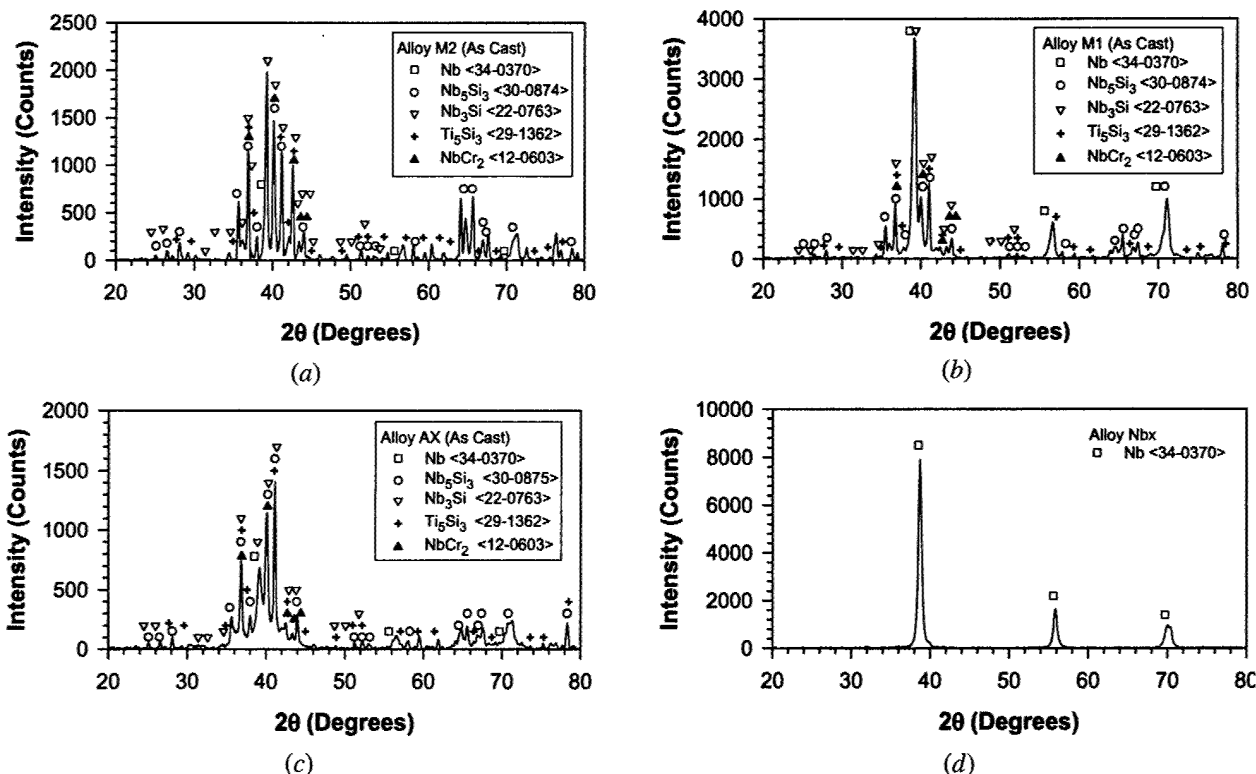 Intensity (Counts)
2500
2000
1500
1000
500
0
Alloy M2 (As Cast)
□ Nb <34-0370>
○ Nb5Si3 <30-0874>
▽ Nb3Si <22-0763>
+ Ti5Si3 <29-1362>
▲ NbCr2 <12-0603>
20 30 40 50 60 70 80
2θ (Degrees)
(a)
Intensity (Counts)
4000
3000
2000
1000
0
Alloy M1 (As Cast)
□ Nb <34-0370>
○ Nb5Si3 <30-0874>
▽ Nb3Si <22-0763>
+ Ti5Si3 <29-1362>
▲ NbCr2 <12-0603>
20 30 40 50 60 70 80
2θ (Degrees)
(b)
Intensity (Counts)
2000
1500
1000
500
0
Alloy AX (As Cast)
□ Nb <34-0370>
○ Nb5Si3 <30-0875>
▽ Nb3Si <22-0763>
+ Ti5Si3 <29-1362>
▲ NbCr2 <12-0603>
20 30 40 50 60 70 80
2θ (Degrees)
(c)
Intensity (Counts)
10000
8000
6000
4000
2000
0
Alloy Nbx
□ Nb <34-0370>
20 30 40 50 60 70 80
2θ (Degrees)
(d)